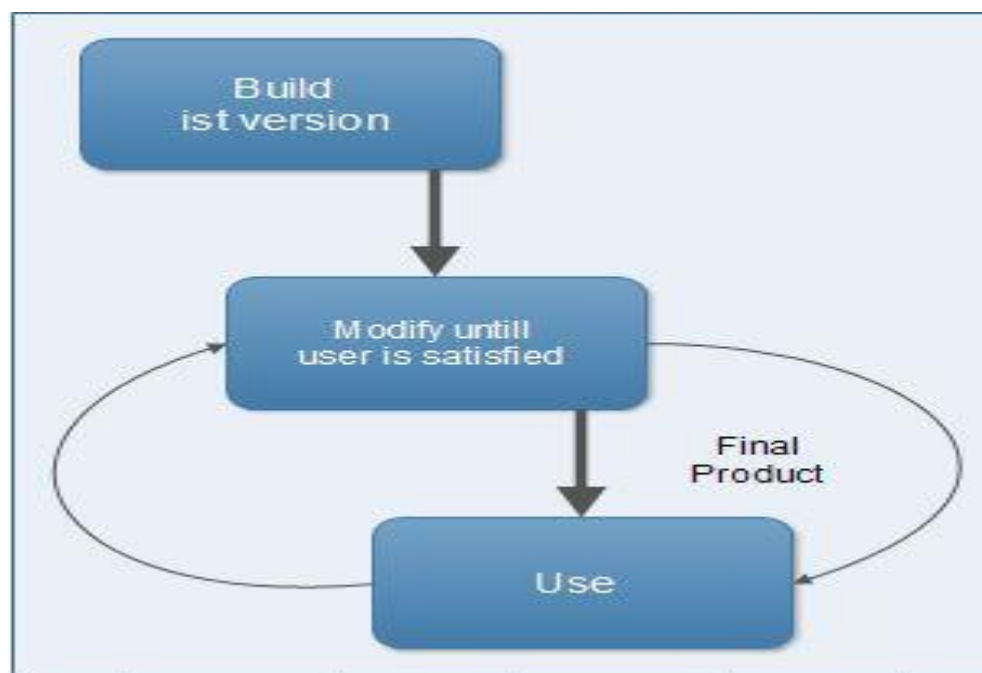 Build
ist version
Modify untill
user is satisfied
Final
Product
Use